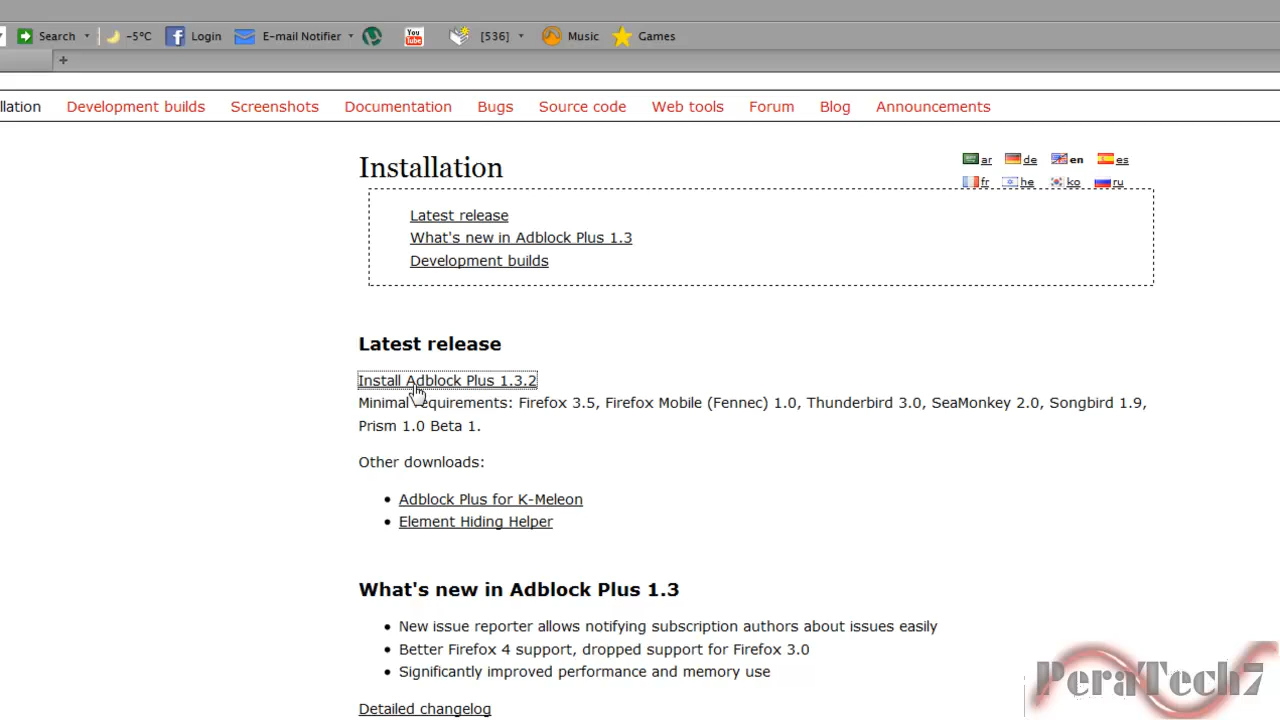 Search -5°C Login E-mail Notifier You Tube [536] Music Games
+
llation Development builds Screenshots Documentation Bugs Source code Web tools Forum Blog Announcements
Installation
ar de en es
fr he ko ru
Latest release
What's new in Adblock Plus 1.3
Development builds
Latest release
Install Adblock Plus 1.3.2
Minimal requirements: Firefox 3.5, Firefox Mobile (Fennec) 1.0, Thunderbird 3.0, SeaMonkey 2.0, Songbird 1.9,
Prism 1.0 Beta 1.
Other downloads:
• Adblock Plus for K-Meleon
• Element Hiding Helper
What's new in Adblock Plus 1.3
• New issue reporter allows notifying subscription authors about issues easily
• Better Firefox 4 support, dropped support for Firefox 3.0
• Significantly improved performance and memory use
Detailed changelog
PeraTech7